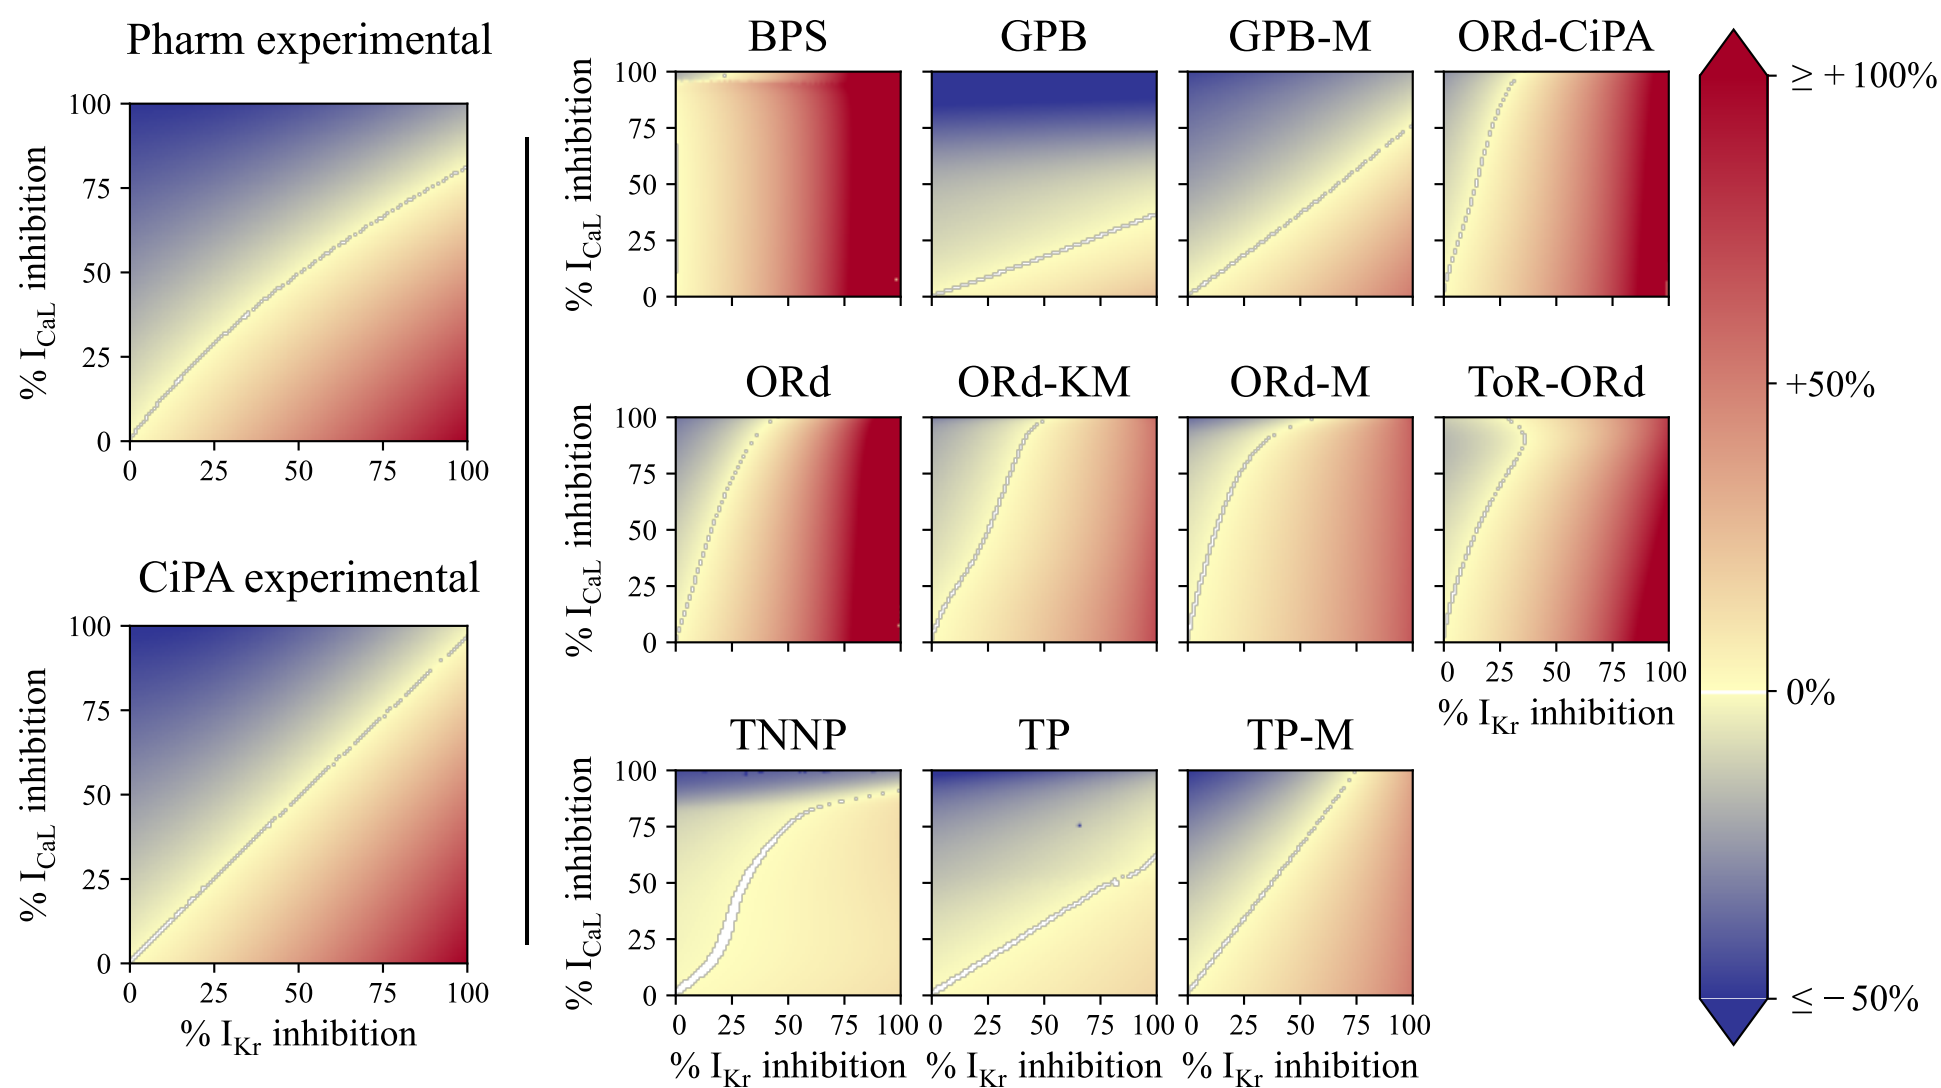 Pharm experimental
% I_CaL inhibition
100
75
50
25
0
0 25 50 75 100
CiPA experimental
% I_CaL inhibition
100
75
50
25
0
0 25 50 75 100
% I_Kr inhibition
BPS GPB GPB-M ORd-CiPA
% I_CaL inhibition
100
75
50
25
0
ORd ORd-KM ORd-M ToR-ORd
% I_CaL inhibition
100
75
50
25
0
0 25 50 75 100
% I_Kr inhibition
TNNP TP TP-M
% I_CaL inhibition
100
75
50
25
0
0 25 50 75 100 0 25 50 75 100 0 25 50 75 100
% I_Kr inhibition % I_Kr inhibition % I_Kr inhibition
≥ +100%
+50%
0%
≤ −50%